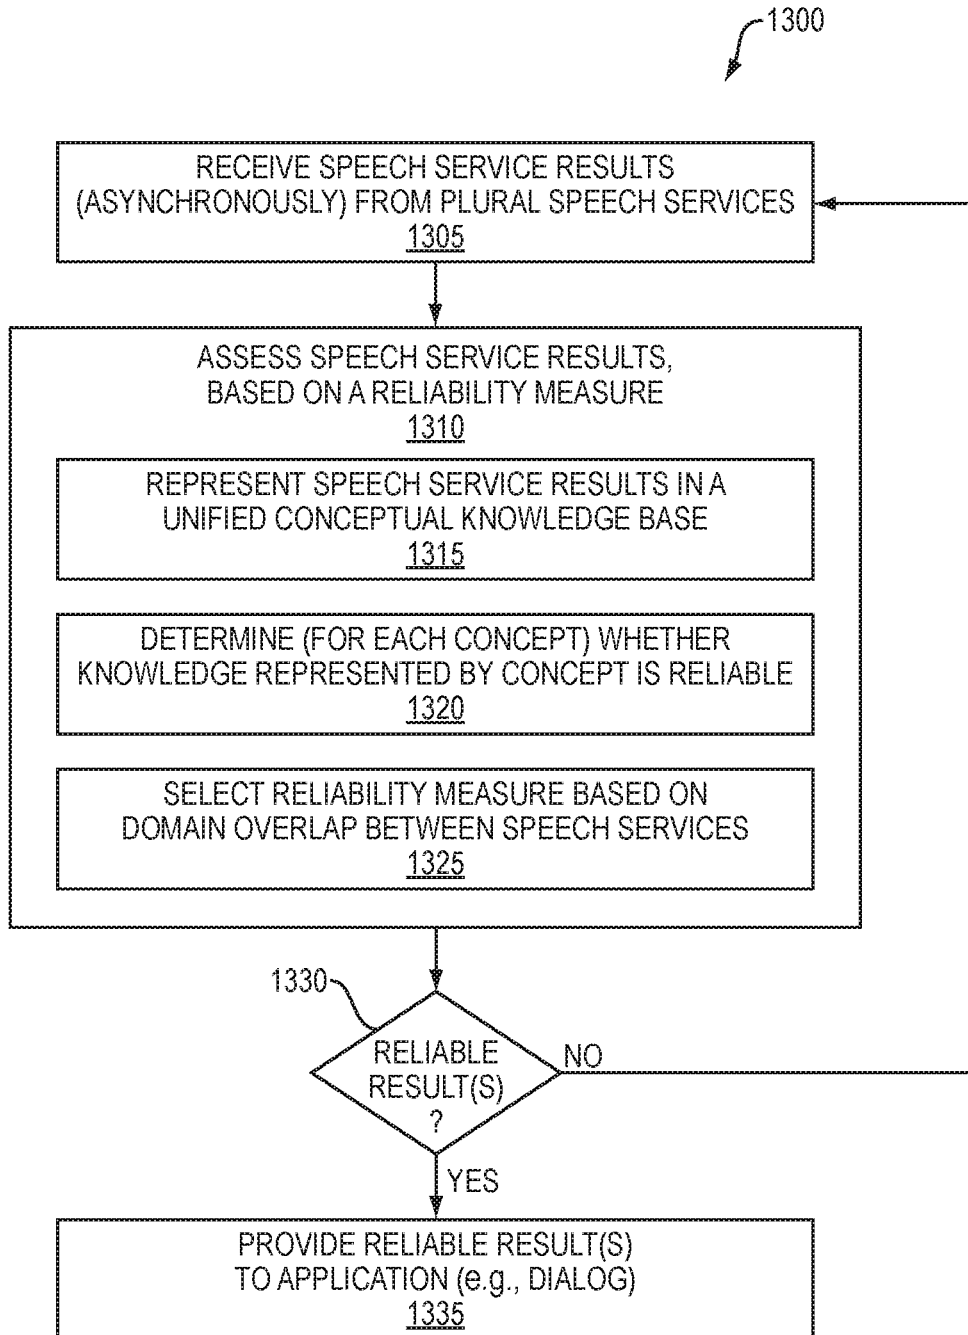 1300
RECEIVE SPEECH SERVICE RESULTS
(ASYNCHRONOUSLY) FROM PLURAL SPEECH SERVICES
1305
ASSESS SPEECH SERVICE RESULTS,
BASED ON A RELIABILITY MEASURE
1310
REPRESENT SPEECH SERVICE RESULTS IN A
UNIFIED CONCEPTUAL KNOWLEDGE BASE
1315
DETERMINE (FOR EACH CONCEPT) WHETHER
KNOWLEDGE REPRESENTED BY CONCEPT IS RELIABLE
1320
SELECT RELIABILITY MEASURE BASED ON
DOMAIN OVERLAP BETWEEN SPEECH SERVICES
1325
1330
RELIABLE
RESULT(S)
?
NO
YES
PROVIDE RELIABLE RESULT(S)
TO APPLICATION (e.g., DIALOG)
1335